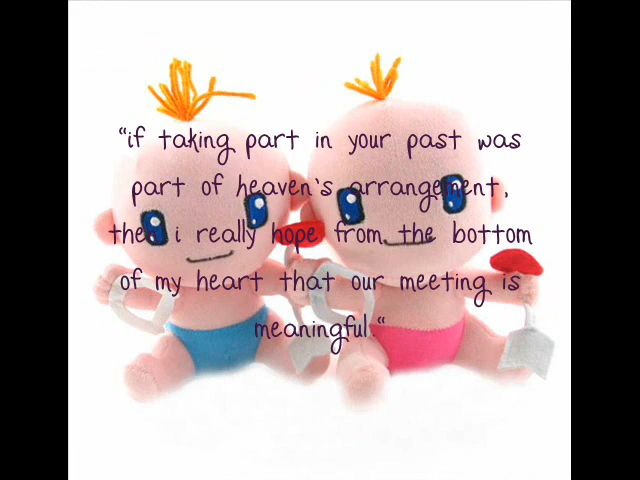 "if taking part in your past was
part of heaven's arrangement,
then i really hope from the bottom
of my heart that our meeting is
meaningful."